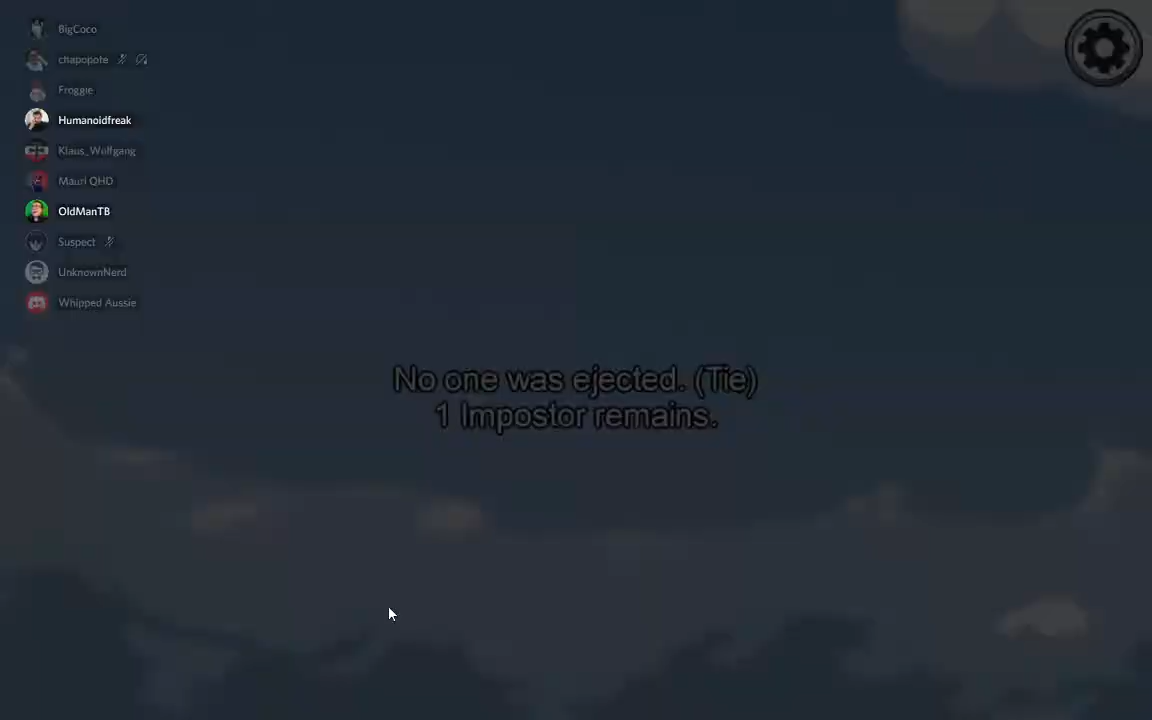 BigCoco
chapopote
Froggie
Humanoidfreak
Klaus_Wolfgang
Mauri QHD
OldManTB
Suspect
UnknownNerd
Whipped Aussie
No one was ejected. (Tie)
1 Impostor remains.